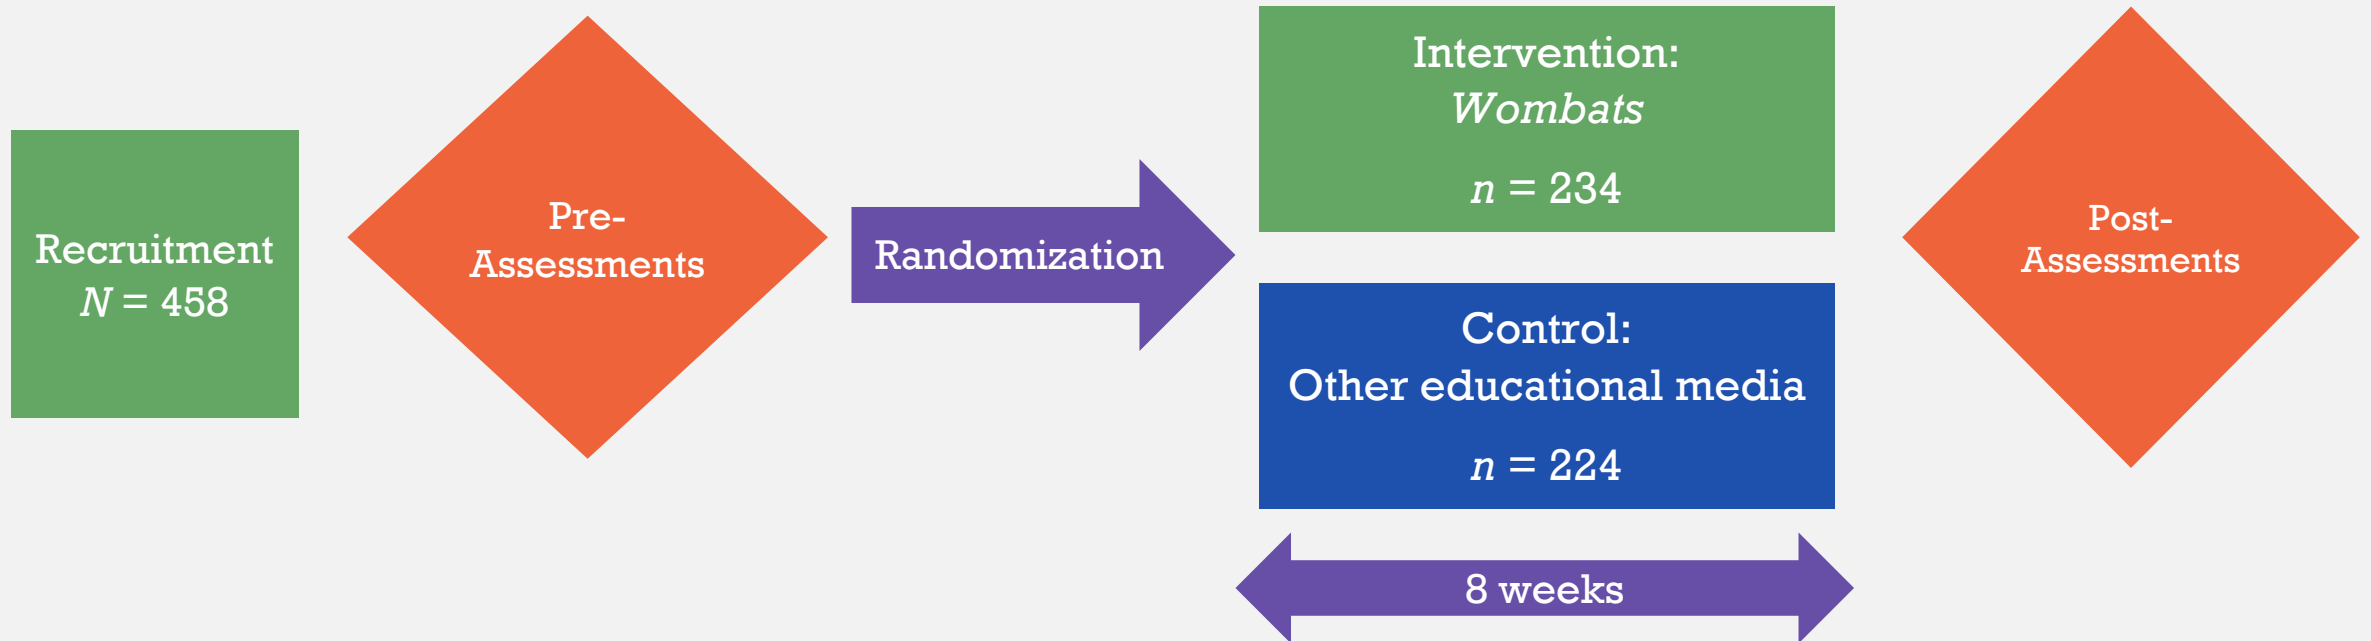 Recruitment
N = 458
Pre-
Assessments
Randomization
Intervention:
Wombats
n = 234
Control:
Other educational media
n = 224
8 weeks
Post-
Assessments